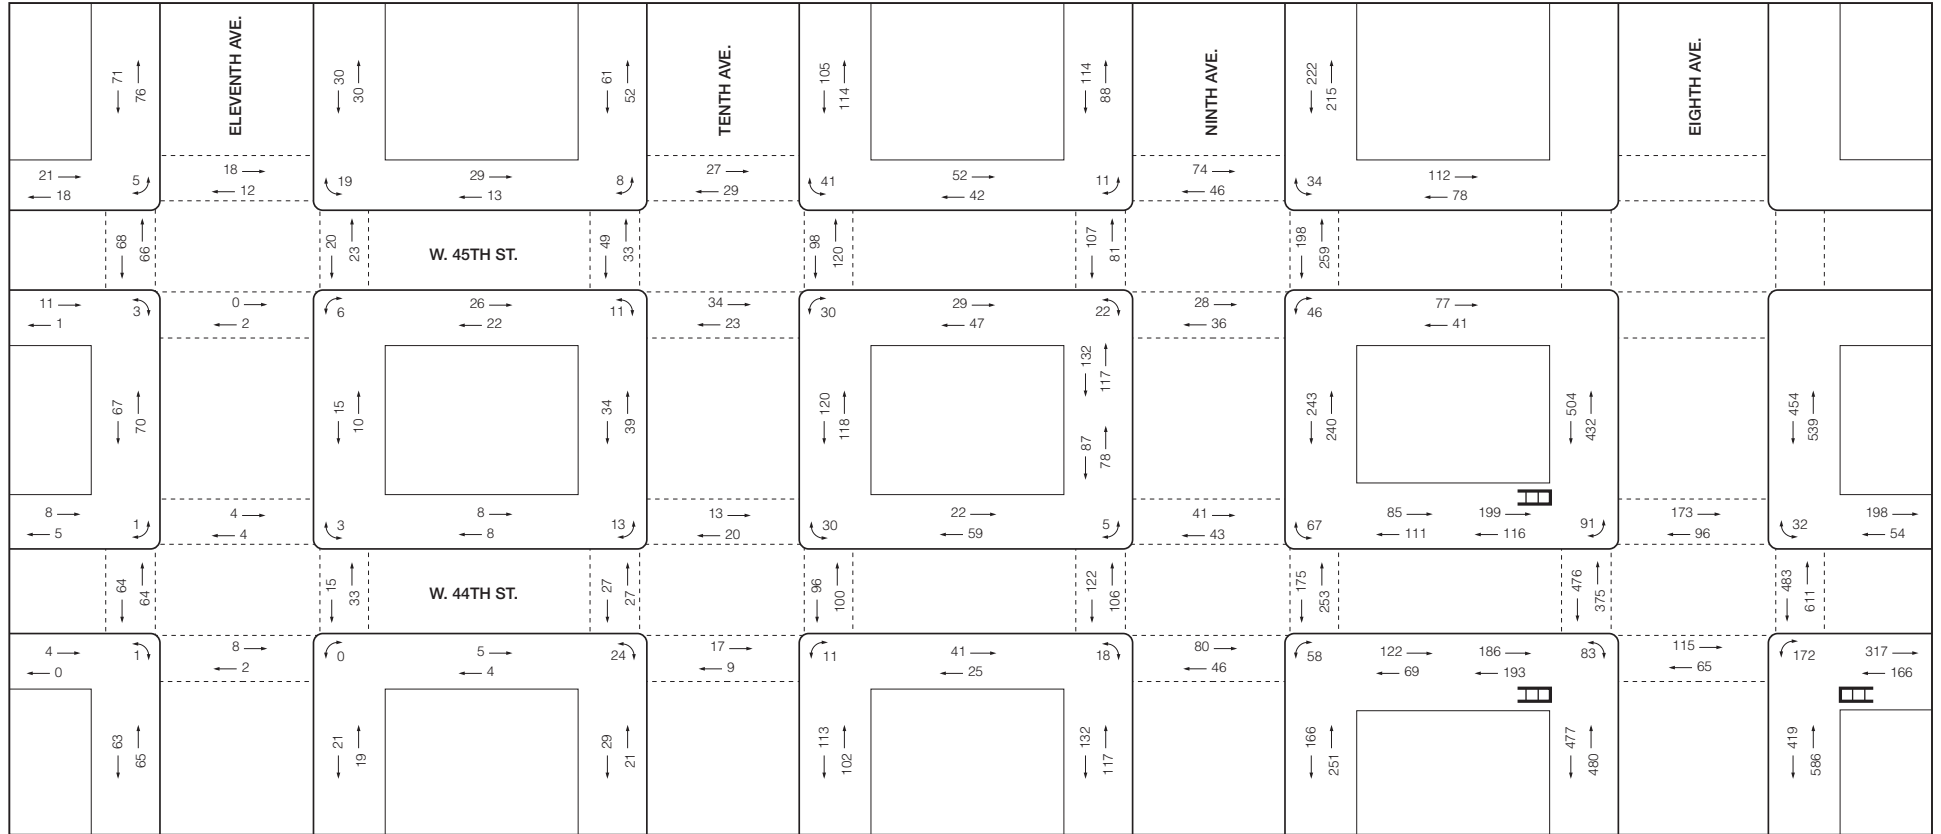 ELEVENTH AVE.
TENTH AVE.
NINTH AVE.
EIGHTH AVE.
71 76 30 30 61 52 105 114 114 88 222 215
21 5 18 19 29 8 27 41 52 11 74 34 112
18 12 13 29 42 46 78
68 66 20 23 W. 45TH ST. 49 33 98 120 107 81 198 259
11 3 0 6 26 11 34 30 29 22 28 46 77
1 2 22 23 47 36 41
132 117
67 70 15 10 34 39 120 118 243 240 504 432 454 539
87 78
8 1 4 3 8 13 13 30 22 5 41 67 85 199 91 173 32 198
5 4 8 20 59 43 111 116 96 54
64 64 15 33 W. 44TH ST. 27 27 96 100 122 106 175 253 476 375 483 611
4 1 8 0 5 24 17 11 41 18 80 58 122 186 83 115 172 317
0 2 4 9 25 46 69 193 65 166
63 65 21 19 29 21 113 102 132 117 166 251 477 480 419 586